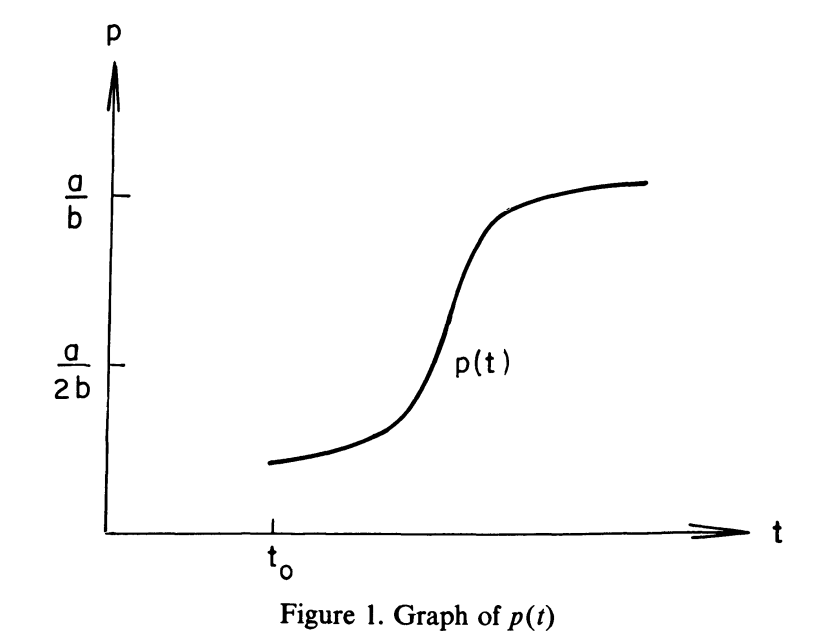 p
a
b
a
2b
p(t)
t
t₀
Figure 1. Graph of p(t)